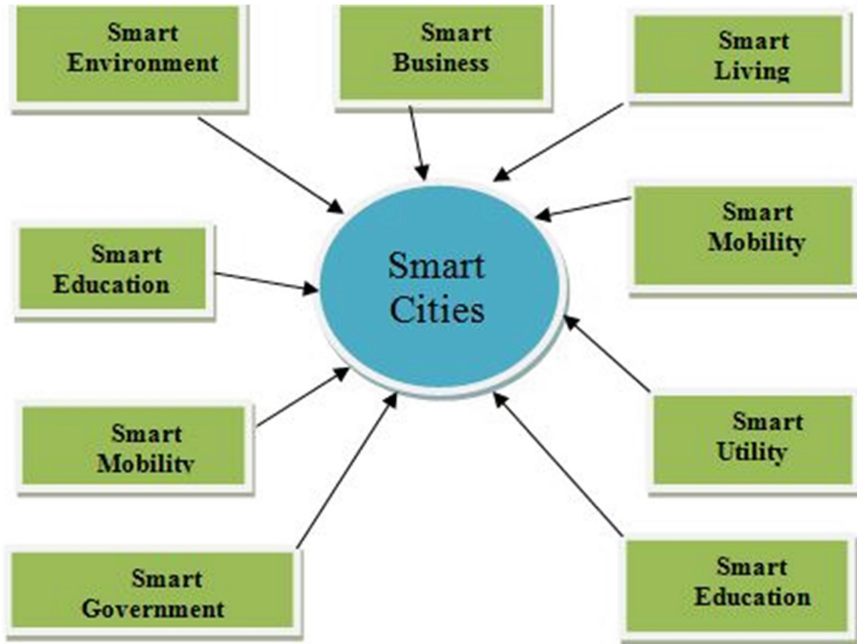 Smart
Environment
Smart
Business
Smart
Living
Smart
Education
Smart
Cities
Smart
Mobility
Smart
Mobility
Smart
Utility
Smart
Government
Smart
Education